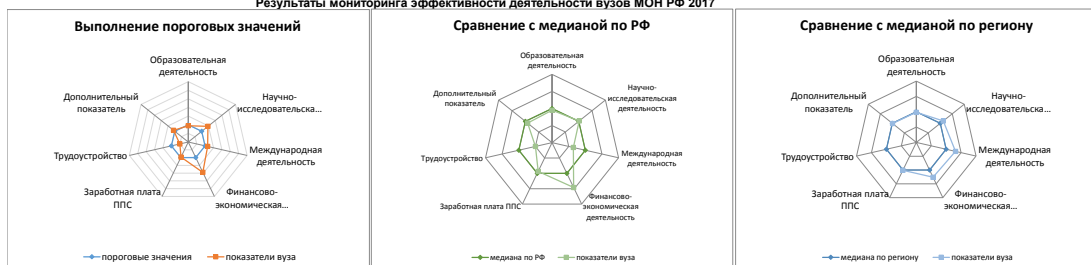 Результаты мониторинга эффективности деятельности вузов МОН РФ 2017
Выполнение пороговых значений
Образовательная
деятельность
Научно-
исследовательска...
Международная
деятельность
Финансово-
экономическая...
Заработная плата
ППС
Трудоустройство
Дополнительный
показатель
пороговые значения
показатели вуза
Сравнение с медианой по РФ
Образовательная
деятельность
Научно-
исследовательская деятельность
Международная
деятельность
Финансово-
экономическая
деятельность
Заработная плата ППС
Трудоустройство
Дополнительный
показатель
медиана по РФ
показатели вуза
Сравнение с медианой по региону
Образовательная
деятельность
Научно-
исследовательска...
Международная
деятельность
Финансово-
экономическая...
Заработная плата
ППС
Трудоустройство
Дополнительный
показатель
медиана по региону
показатели вуза